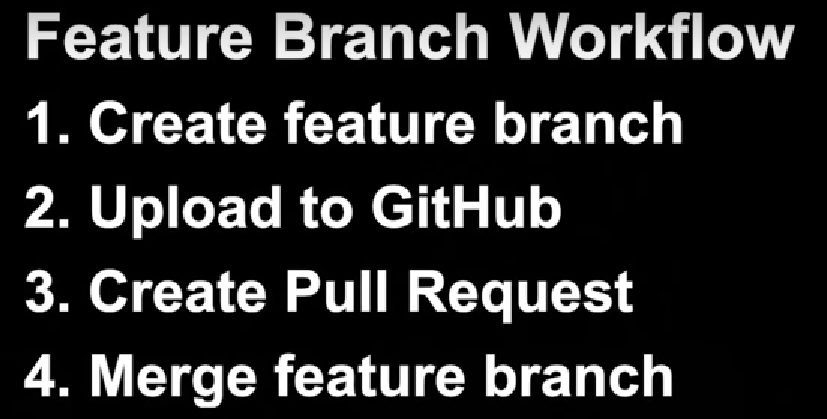 Feature Branch Workflow
1. Create feature branch
2. Upload to GitHub
3. Create Pull Request
4. Merge feature branch